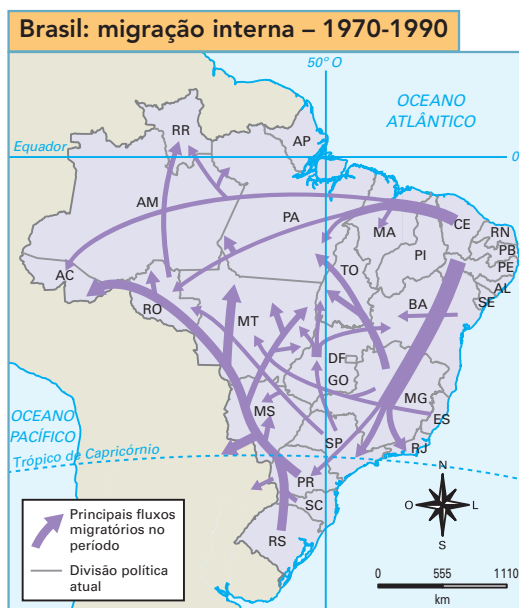 Brasil: migração interna – 1970-1990
50° O
OCEANO
ATLÂNTICO
Equador
0
RR
AP
AM
PA
MA
CE
RN
PB
PE
AL
SE
PI
TO
BA
AC
RO
MT
DF
GO
MG
ES
MS
SP
RJ
PR
SC
RS
OCEANO
PACÍFICO
Trópico de Capricórnio
Principais fluxos
migratórios no
período
Divisão política
atual
N
O
L
S
0 555 1 110
km